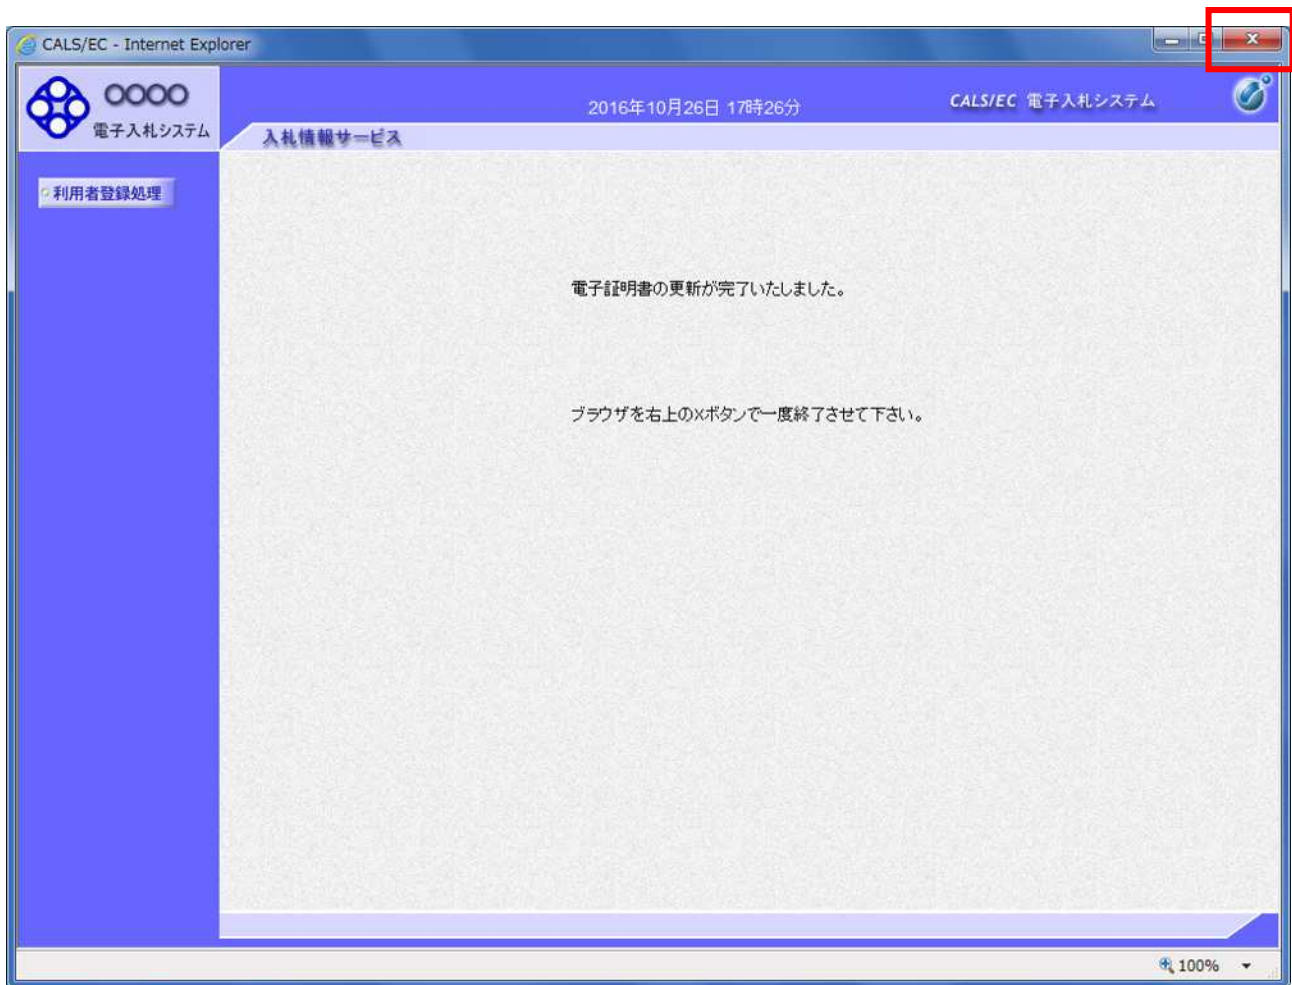 CALS/EC - Internet Explorer
〇〇〇〇
電子入札システム
2016年10月26日 17時26分
CALS/EC 電子入札システム
入札情報サービス
利用者登録処理
電子証明書の更新が完了いたしました。
ブラウザを右上の×ボタンで一度終了させて下さい。
100%